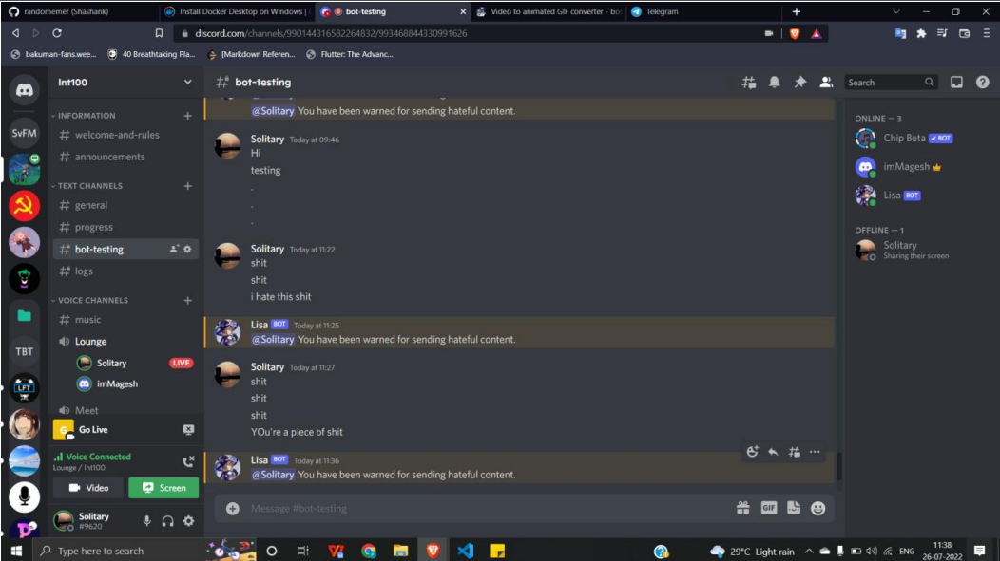 randomemer (Shashank)
Install Docker Desktop on Windows |
bot-testing
Video to animated GIF converter - bo
Telegram
discord.com/channels/990144316582264832/993468844330991626
bakuman-fans.wee...
40 Breathtaking Pla...
[Markdown Referen...
Flutter: The Advanc...
Int100
bot-testing
Search
SvFM
TBT
LFT
INFORMATION
welcome-and-rules
announcements
TEXT CHANNELS
general
progress
bot-testing
logs
VOICE CHANNELS
music
Lounge
Solitary LIVE
imMagesh
Meet
Go Live
Voice Connected
Lounge / Int100
Video
Screen
Solitary
#9620
@Solitary You have been warned for sending hateful content.
Solitary Today at 09:46
Hi
testing
.
.
.
Solitary Today at 11:22
shit
shit
i hate this shit
Lisa BOT Today at 11:25
@Solitary You have been warned for sending hateful content.
Solitary Today at 11:27
shit
shit
shit
YOu're a piece of shit
Lisa BOT Today at 11:36
@Solitary You have been warned for sending hateful content.
Message #bot-testing
GIF
ONLINE — 3
Chip Beta ✓ BOT
imMagesh
Lisa BOT
OFFLINE — 1
Solitary
Sharing their screen
Type here to search
29°C Light rain
ENG
11:38
26-07-2022